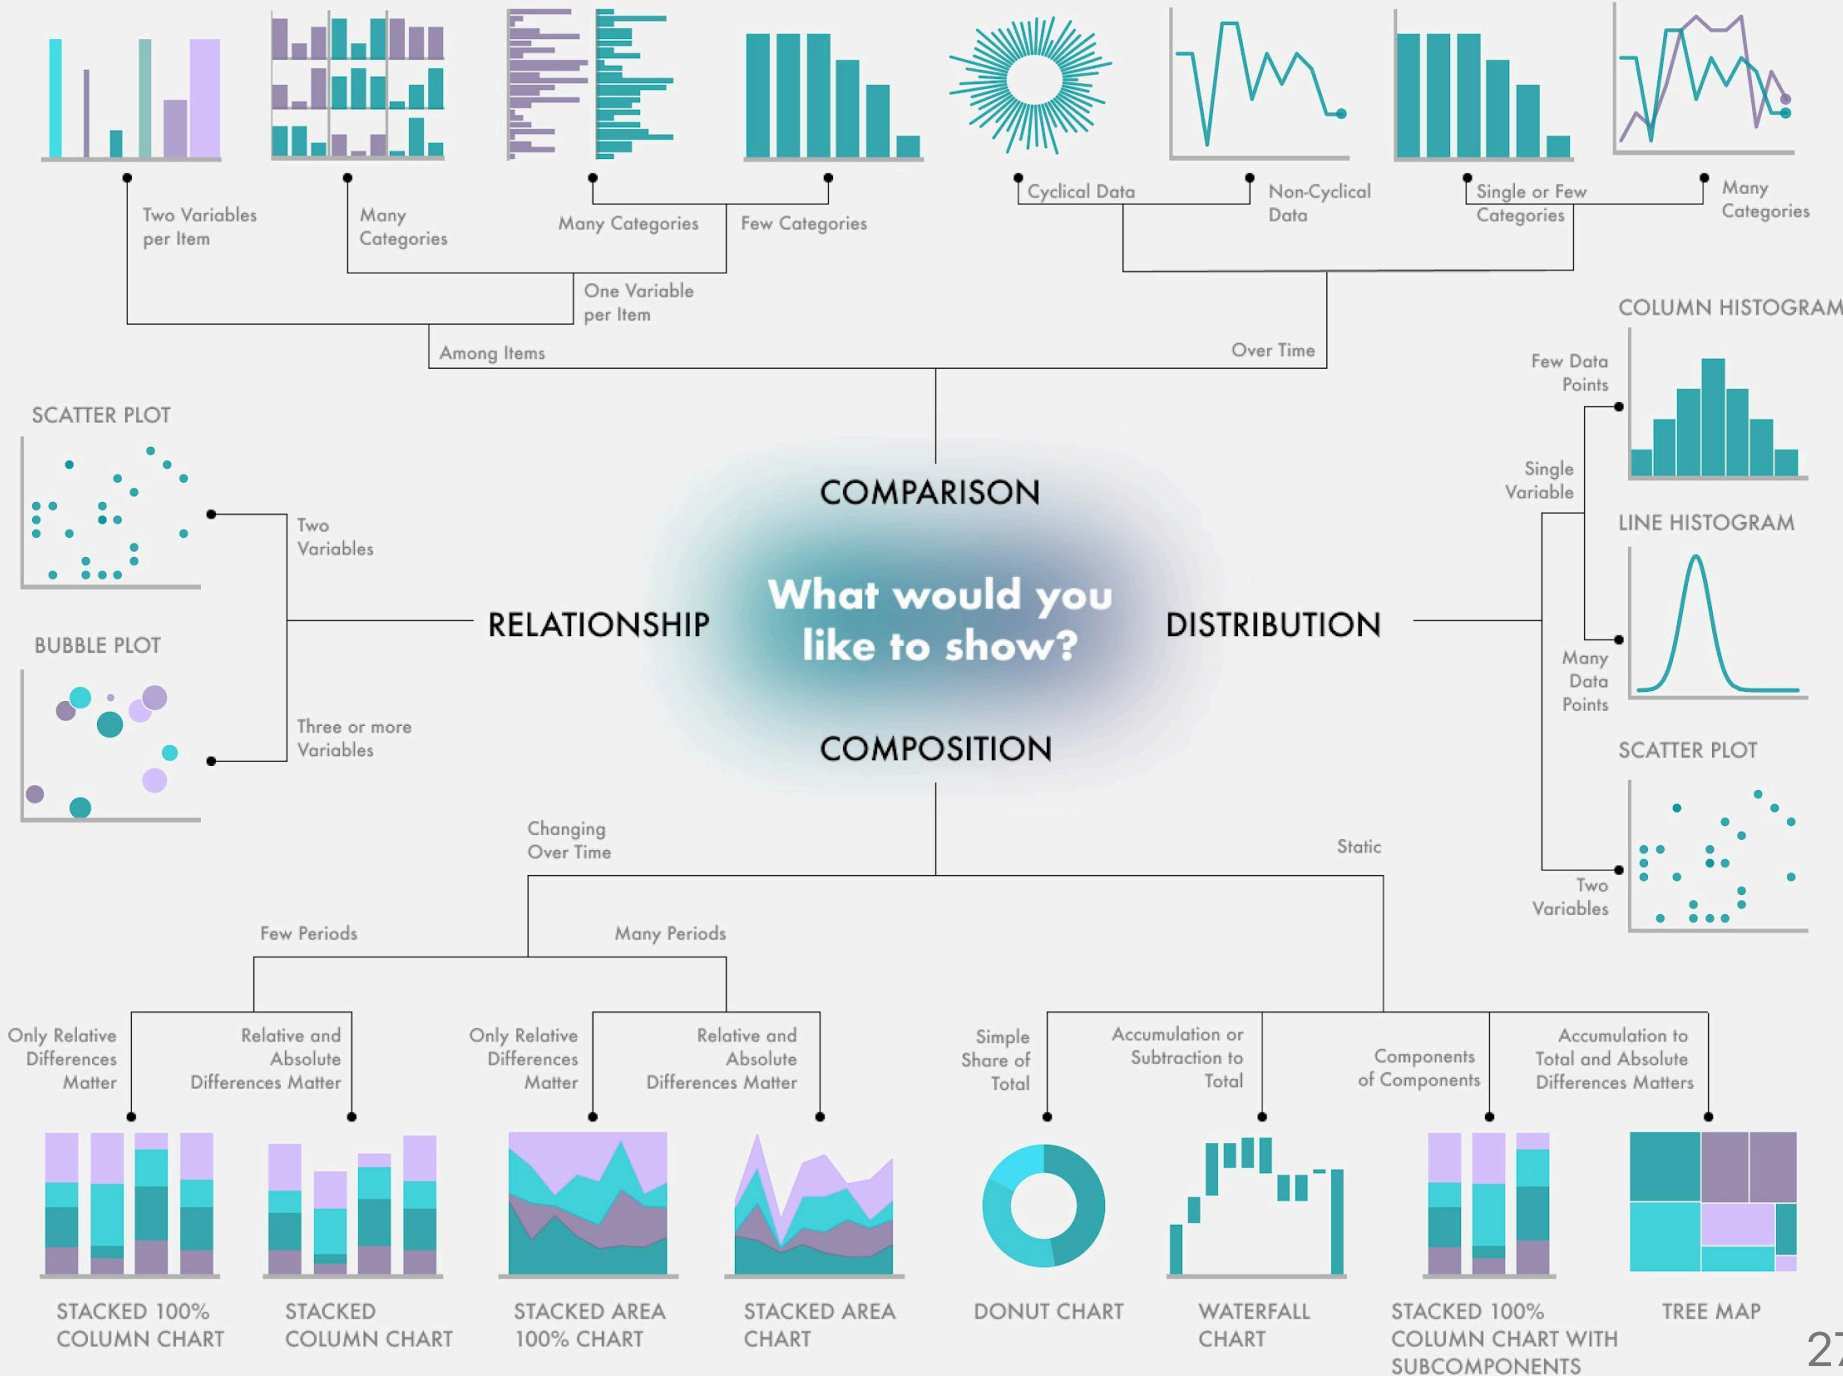 Two Variables
per Item
Many
Categories
Many Categories
Few Categories
Cyclical Data
Non-Cyclical
Data
Single or Few
Categories
Many
Categories
One Variable
per Item
Among Items
Over Time
COLUMN HISTOGRAM
Few Data
Points
SCATTER PLOT
Single
Variable
COMPARISON
Two
Variables
LINE HISTOGRAM
What would you
like to show?
RELATIONSHIP
DISTRIBUTION
BUBBLE PLOT
Many
Data
Points
Three or more
Variables
COMPOSITION
SCATTER PLOT
Changing
Over Time
Static
Two
Variables
Few Periods
Many Periods
Only Relative
Differences
Matter
Relative and
Absolute
Differences Matter
Only Relative
Differences
Matter
Relative and
Absolute
Differences Matter
Simple
Share of
Total
Accumulation or
Subtraction to
Total
Components
of Components
Accumulation to
Total and Absolute
Differences Matters
STACKED 100%
COLUMN CHART
STACKED
COLUMN CHART
STACKED AREA
100% CHART
STACKED AREA
CHART
DONUT CHART
WATERFALL
CHART
STACKED 100%
COLUMN CHART WITH
SUBCOMPONENTS
TREE MAP
27